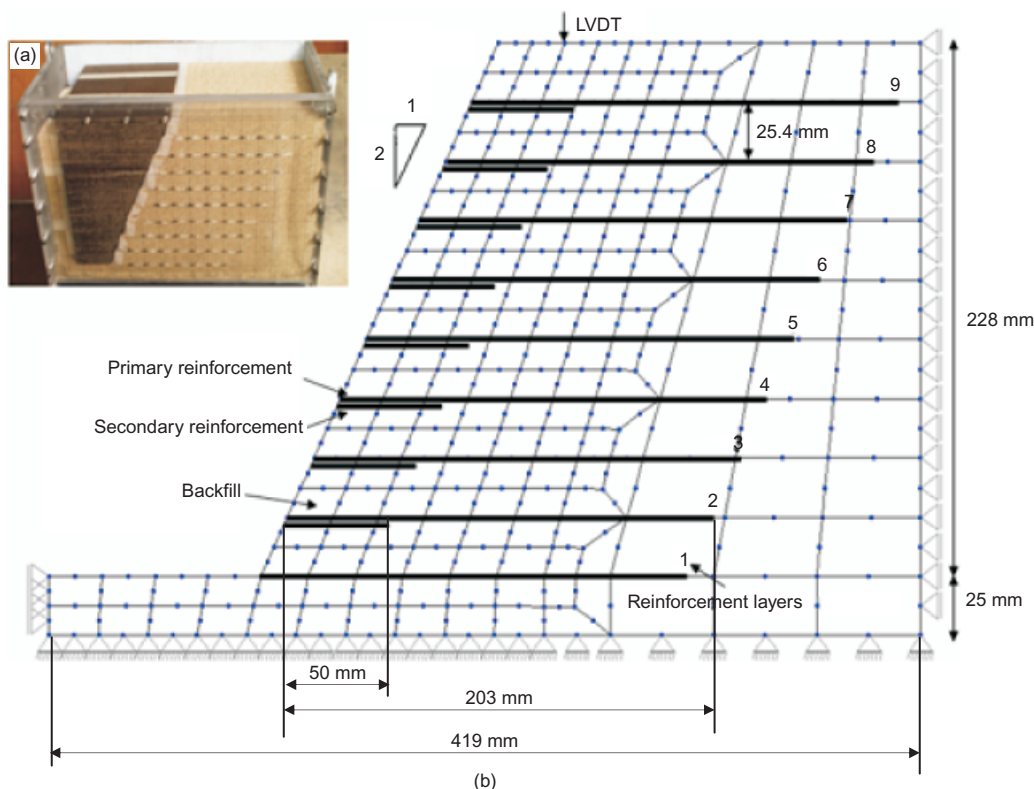 (a)
LVDT
1
2
9
25.4 mm
8
7
6
228 mm
5
Primary reinforcement
4
Secondary reinforcement
3
Backfill
2
1
Reinforcement layers
25 mm
50 mm
203 mm
419 mm
(b)